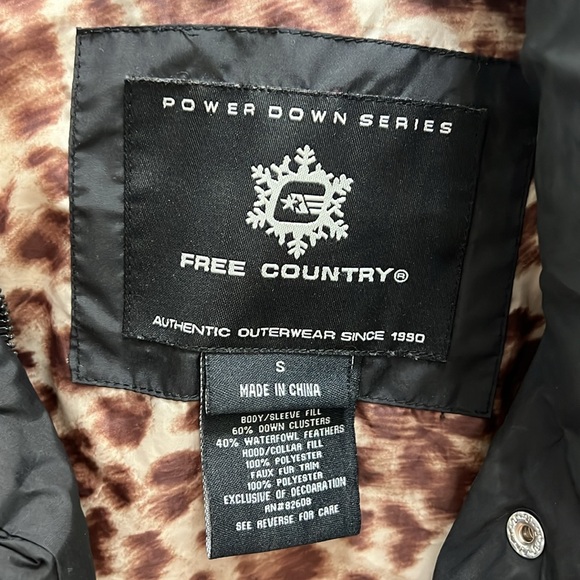 POWER DOWN SERIES
FREE COUNTRY®
AUTHENTIC OUTERWEAR SINCE 1990
S
MADE IN CHINA
BODY/SLEEVE FILL
60% DOWN CLUSTERS
40% WATERFOWL FEATHERS
HOOD/COLLAR FILL
100% POLYESTER
FAUX FUR TRIM
100% POLYESTER
EXCLUSIVE OF DECORATION
RN#82608
SEE REVERSE FOR CARE